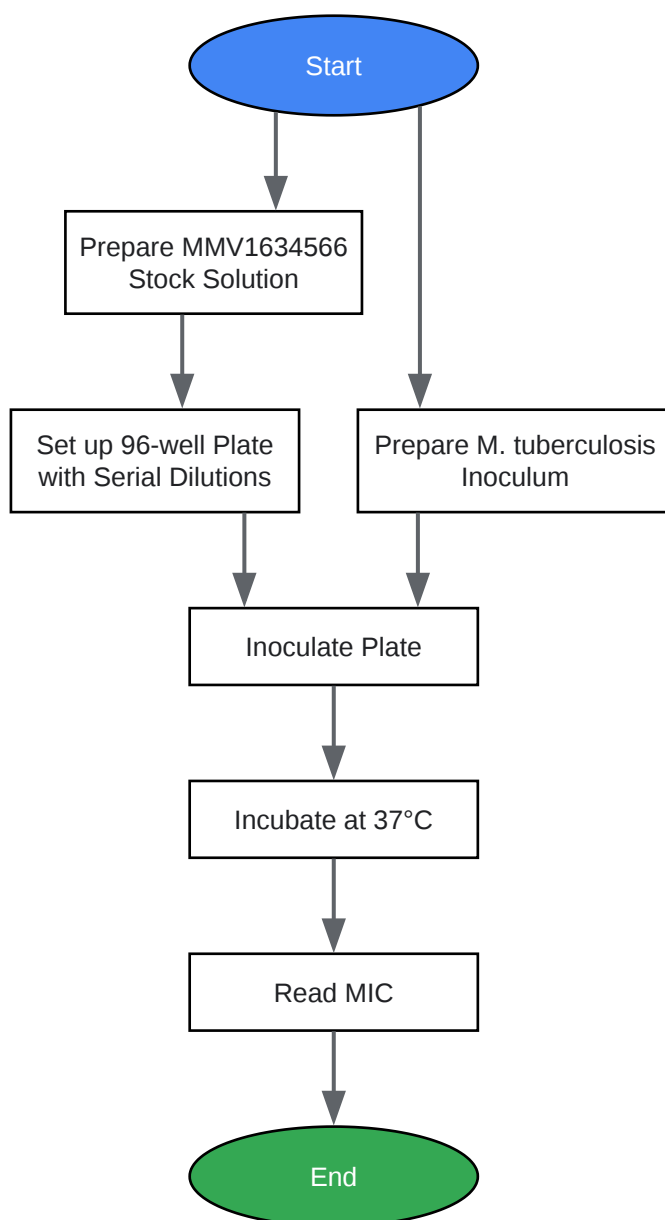 Start
Prepare MMV1634566
Stock Solution
Set up 96-well Plate
with Serial Dilutions
Prepare M. tuberculosis
Inoculum
Inoculate Plate
Incubate at 37°C
Read MIC
End